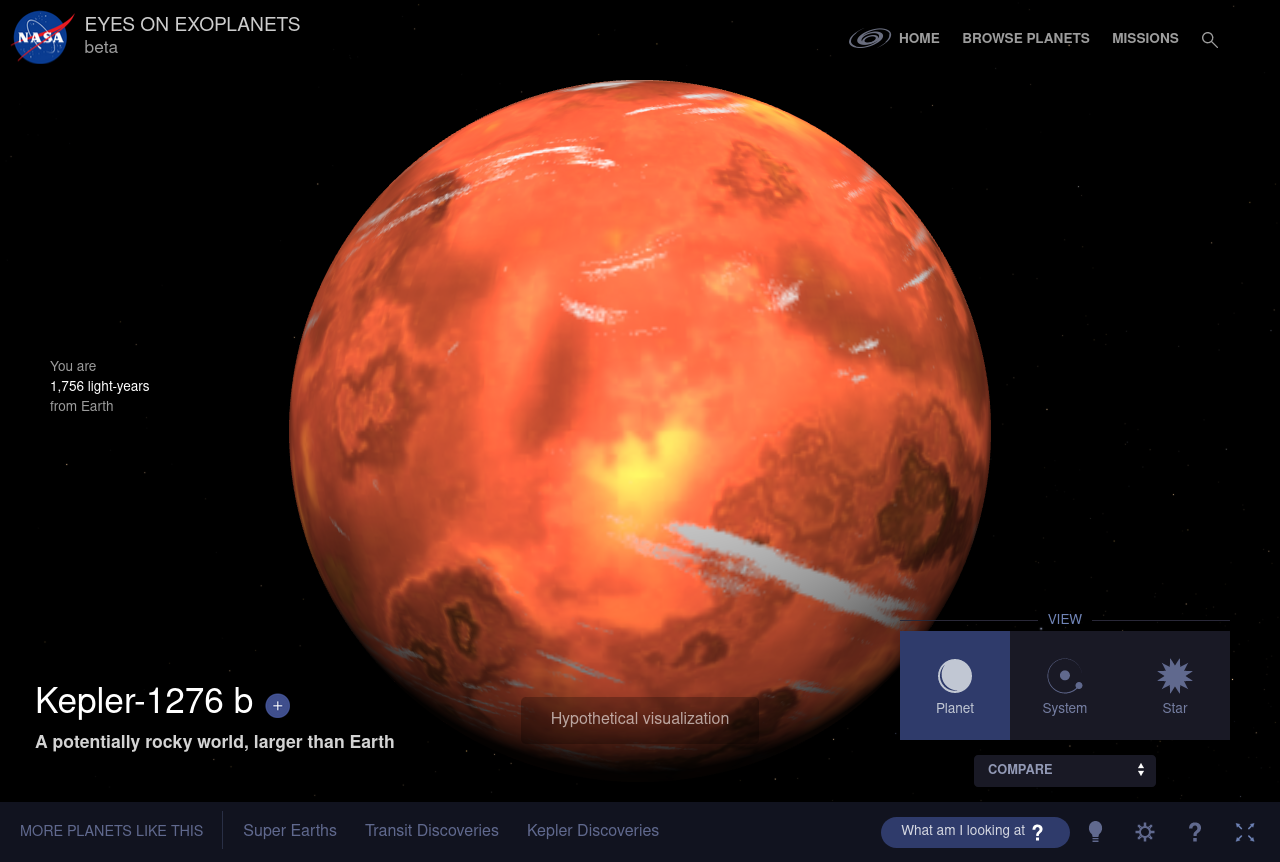 NASA
EYES ON EXOPLANETS
beta
HOME
BROWSE PLANETS
MISSIONS
You are
1,756 light-years
from Earth
VIEW
Planet
System
Star
Kepler-1276 b +
A potentially rocky world, larger than Earth
Hypothetical visualization
COMPARE
MORE PLANETS LIKE THIS
Super Earths
Transit Discoveries
Kepler Discoveries
What am I looking at ?
?